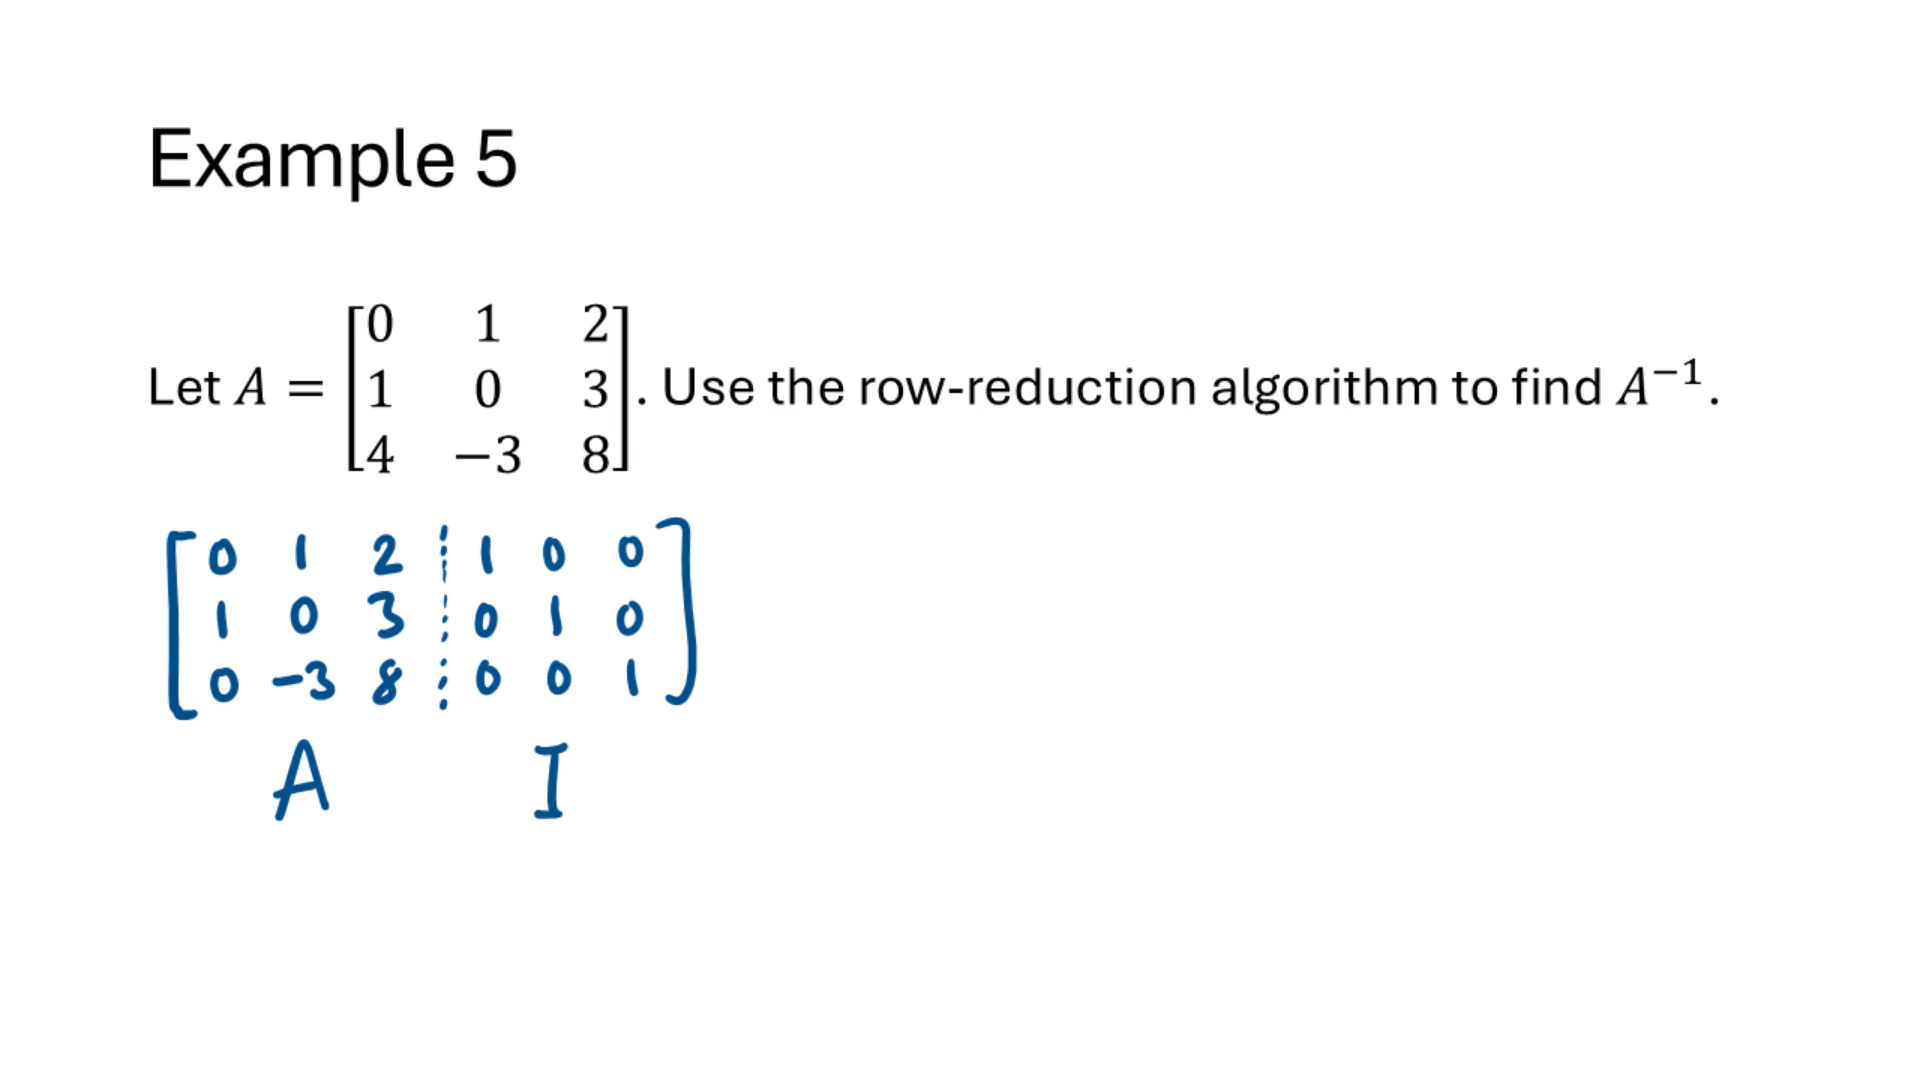 Example 5
Let A = [0 1 2
1 0 3
4 −3 8]. Use the row-reduction algorithm to find A⁻¹.
[0 1 2 ⋮ 1 0 0
1 0 3 ⋮ 0 1 0
0 -3 8 ⋮ 0 0 1]
A I